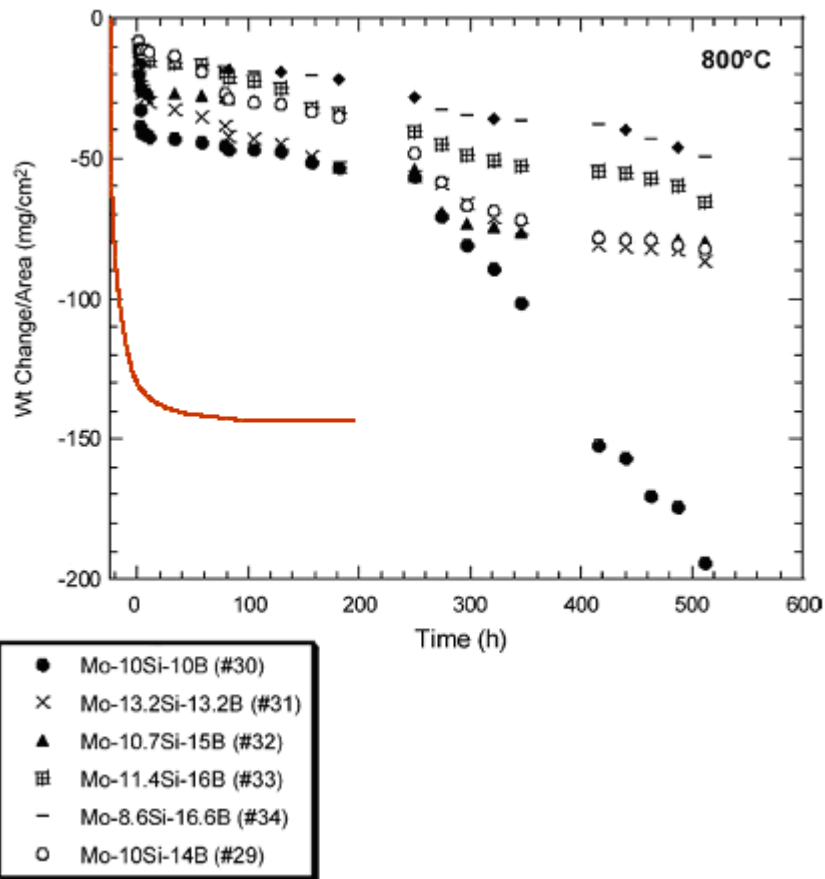 0
-50
-100
-150
-200
Wt Change/Area (mg/cm²)
800°C
0 100 200 300 400 500 600
Time (h)
Mo-10Si-10B (#30)
Mo-13.2Si-13.2B (#31)
Mo-10.7Si-15B (#32)
Mo-11.4Si-16B (#33)
Mo-8.6Si-16.6B (#34)
Mo-10Si-14B (#29)